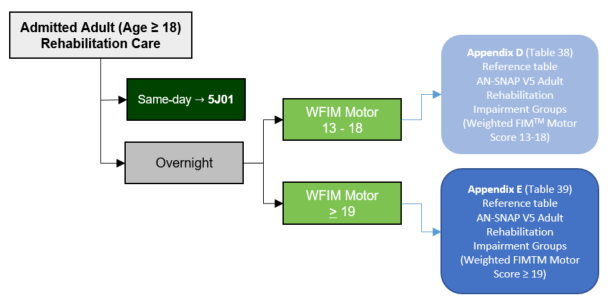 Admitted Adult (Age ≥ 18)
Rehabilitation Care
Same-day → 5J01
Overnight
WFIM Motor
13 - 18
WFIM Motor
≥ 19
Appendix D (Table 38)
Reference table
AN-SNAP V5 Adult
Rehabilitation
Impairment Groups
(Weighted FIM™ Motor
Score 13-18)
Appendix E (Table 39)
Reference table
AN-SNAP V5 Adult
Rehabilitation
Impairment Groups
(Weighted FIMTM Motor
Score ≥ 19)